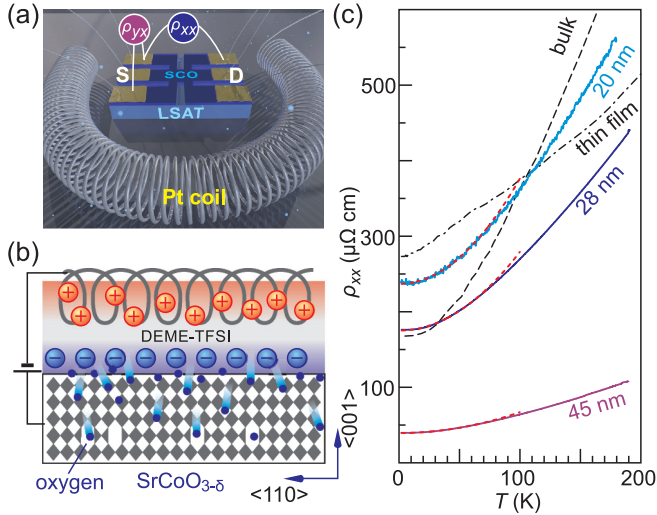 (a)
ρyx
ρxx
S
SCO
D
LSAT
Pt coil
(b)
+ + + + + + + +
DEME-TFSI
− − − − − − − −
oxygen
SrCoO3-δ
<110>
<001>
(c)
500
300
100
ρxx (μΩ cm)
0
100
200
T (K)
bulk
20 nm
thin film
28 nm
45 nm